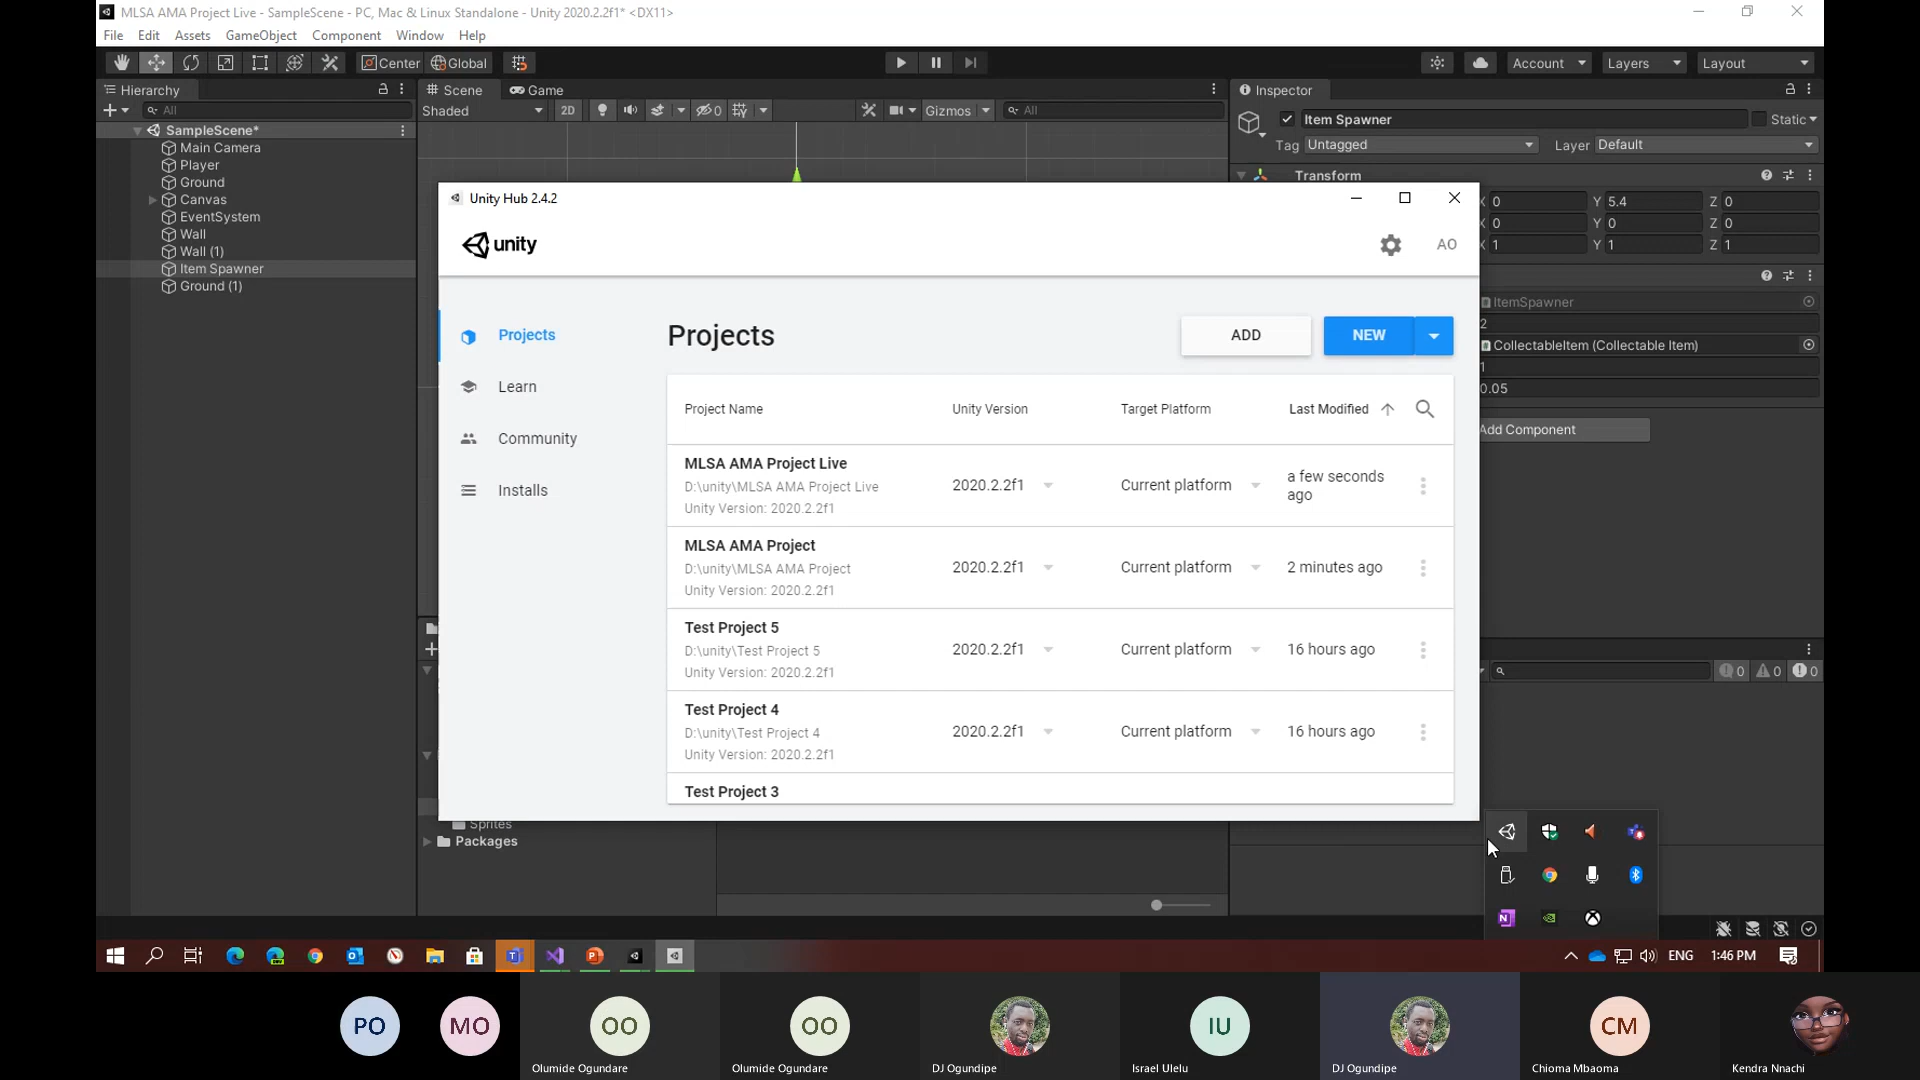 MLSA AMA Project Live - SampleScene - PC, Mac & Linux Standalone - Unity 2020.2.2f1* <DX11>
File Edit Assets GameObject Component Window Help
Center Global Account Layers Layout
Hierarchy
All
SampleScene*
Main Camera
Player
Ground
Canvas
EventSystem
Wall
Wall (1)
Item Spawner
Ground (1)
Scene Game
Shaded 2D 0 Gizmos All
Inspector
Item Spawner Static
Tag Untagged Layer Default
Transform
0 Y 5.4 Z 0
0 Y 0 Z 0
1 Y 1 Z 1
ItemSpawner
2
CollectableItem (Collectable Item)
1
0.05
Add Component
Unity Hub 2.4.2
unity
AO
Projects
Learn
Community
Installs
Projects
ADD
NEW
Project Name Unity Version Target Platform Last Modified
MLSA AMA Project Live
D:\unity\MLSA AMA Project Live
Unity Version: 2020.2.2f1
2020.2.2f1
Current platform
a few seconds
ago
MLSA AMA Project
D:\unity\MLSA AMA Project
Unity Version: 2020.2.2f1
2020.2.2f1
Current platform
2 minutes ago
Test Project 5
D:\unity\Test Project 5
Unity Version: 2020.2.2f1
2020.2.2f1
Current platform
16 hours ago
Test Project 4
D:\unity\Test Project 4
Unity Version: 2020.2.2f1
2020.2.2f1
Current platform
16 hours ago
Test Project 3
0 0 0
Sprites
Packages
ENG 1:46 PM
PO
MO
OO
Olumide Ogundare
OO
Olumide Ogundare
DJ Ogundipe
IU
Israel Ulelu
DJ Ogundipe
CM
Chioma Mbaoma
Kendra Nnachi